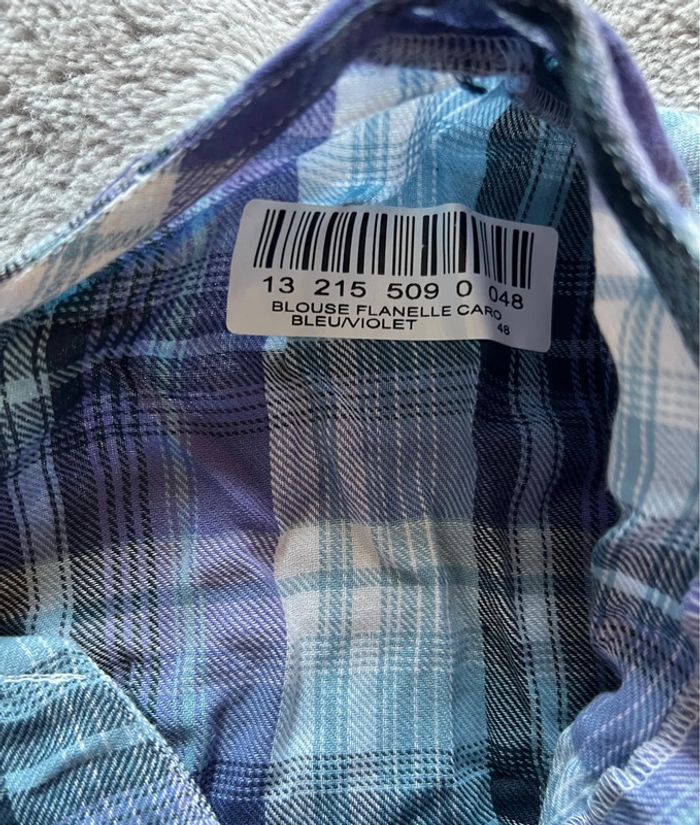 13 215 509 0 048
BLOUSE FLANELLE CARO
BLEU/VIOLET 48